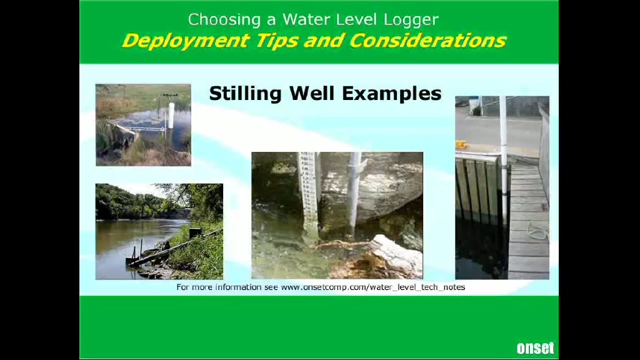 Choosing a Water Level Logger
Deployment Tips and Considerations
Stilling Well Examples
For more information see www.onsetcomp.com/water_level_tech_notes
onset